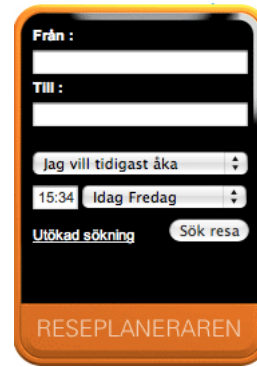 Från :
Till :
Jag vill tidigast åka
15:34 Idag Fredag
Utökad sökning Sök resa
RESEPLANERAREN